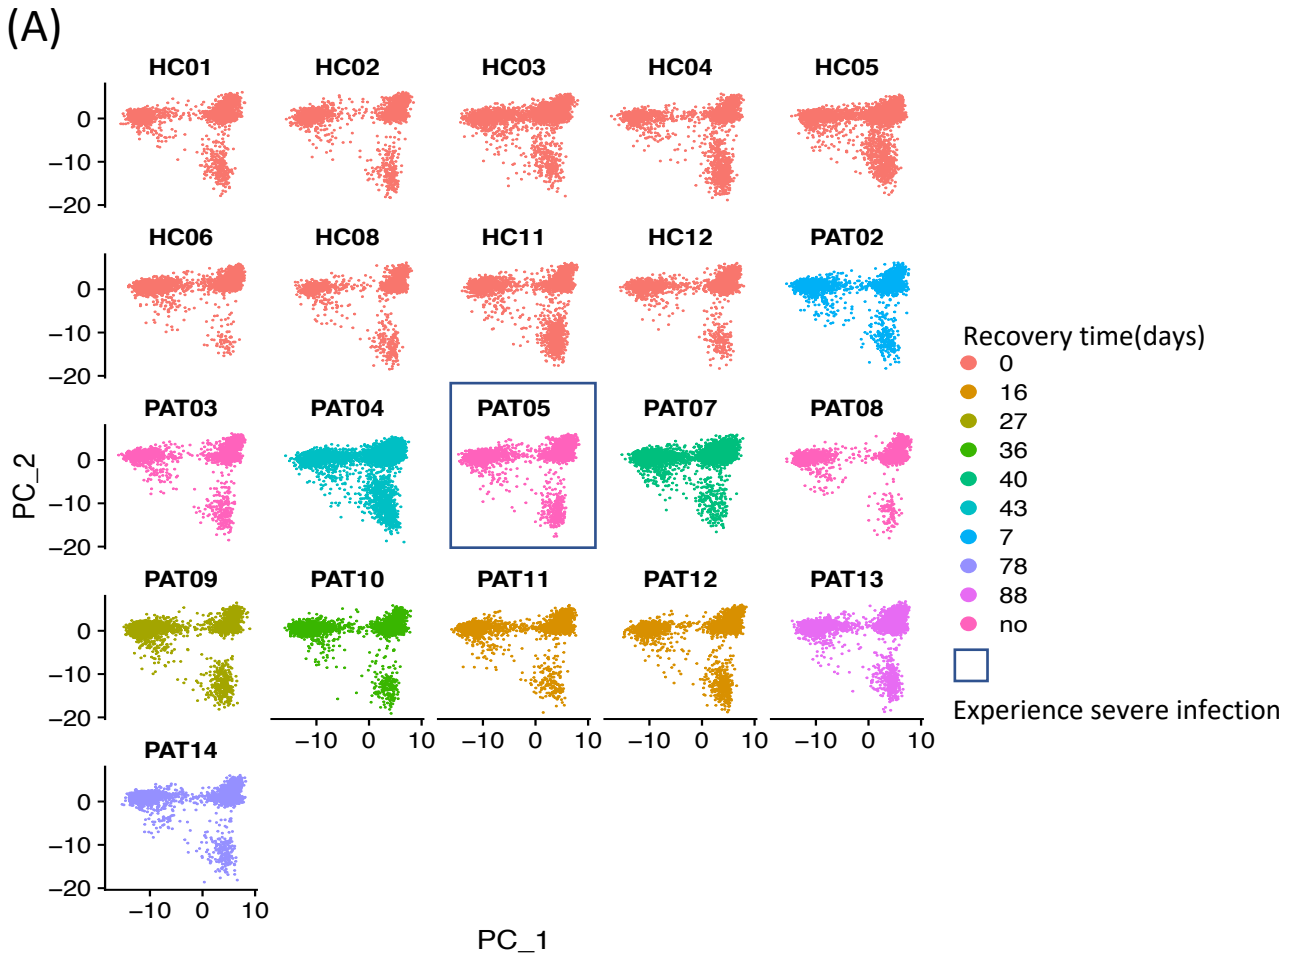 (A)
HC01 HC02 HC03 HC04 HC05
0
−10
−20
HC06 HC08 HC11 HC12 PAT02
0
−10
−20
PAT03 PAT04 PAT05 PAT07 PAT08
0
−10
−20
PAT09 PAT10 PAT11 PAT12 PAT13
0
−10
−20
−10 0 10 −10 0 10 −10 0 10 −10 0 10
PAT14
0
−10
−20
−10 0 10
PC_2
PC_1
Recovery time(days)
0
16
27
36
40
43
7
78
88
no
Experience severe infection